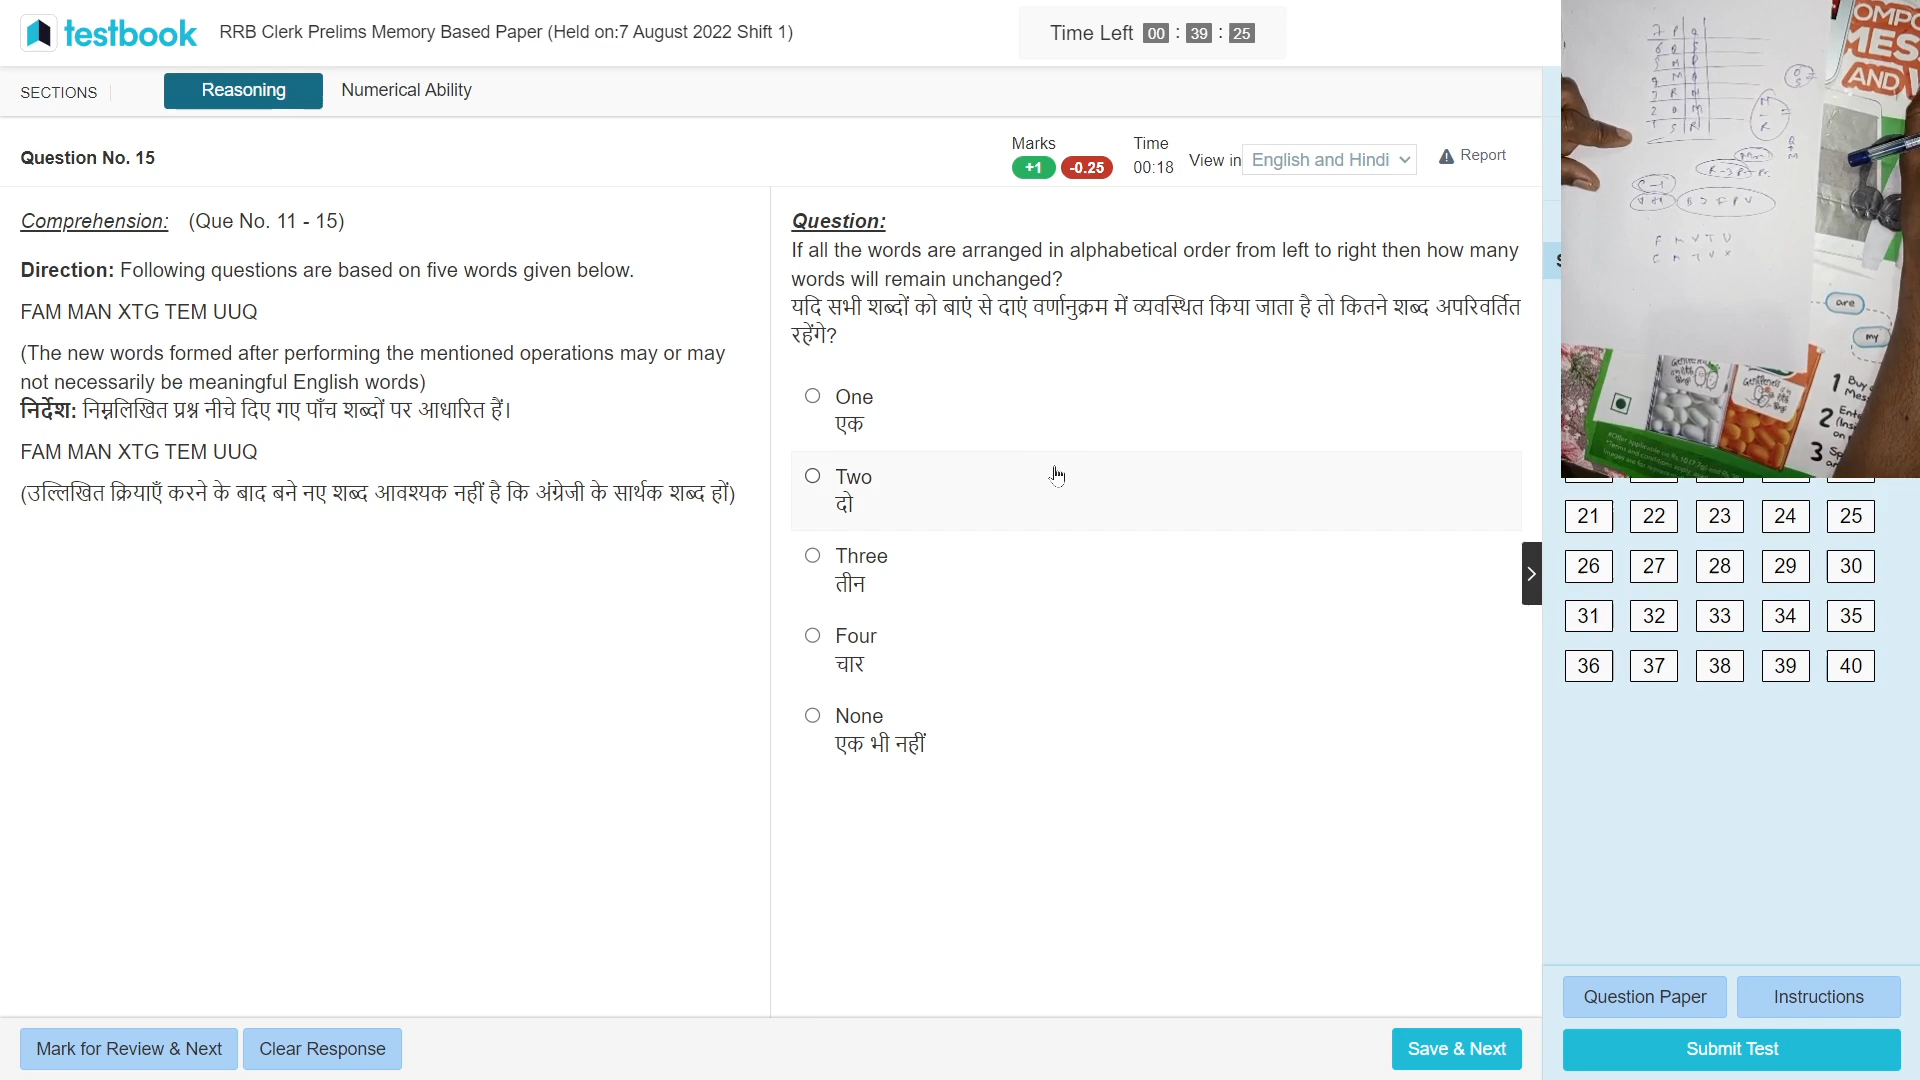 testbook
RRB Clerk Prelims Memory Based Paper (Held on:7 August 2022 Shift 1)
Time Left 00 : 39 : 25
SECTIONS
Reasoning
Numerical Ability
Question No. 15
Marks
+1 -0.25
Time
00:18
View in English and Hindi
Report
Comprehension: (Que No. 11 - 15)
Direction: Following questions are based on five words given below.
FAM MAN XTG TEM UUQ
(The new words formed after performing the mentioned operations may or may
not necessarily be meaningful English words)
निर्देश: निम्नलिखित प्रश्न नीचे दिए गए पाँच शब्दों पर आधारित हैं।
FAM MAN XTG TEM UUQ
(उल्लिखित क्रियाएँ करने के बाद बने नए शब्द आवश्यक नहीं है कि अंग्रेजी के सार्थक शब्द हों)
Question:
If all the words are arranged in alphabetical order from left to right then how many
words will remain unchanged?
यदि सभी शब्दों को बाएं से दाएं वर्णानुक्रम में व्यवस्थित किया जाता है तो कितने शब्द अपरिवर्तित
रहेंगे?
One
एक
Two
दो
Three
तीन
Four
चार
None
एक भी नहीं
MES
AND
are
my
1 Buy
2
3
21 22 23 24 25
26 27 28 29 30
31 32 33 34 35
36 37 38 39 40
Question Paper
Instructions
Mark for Review & Next
Clear Response
Save & Next
Submit Test